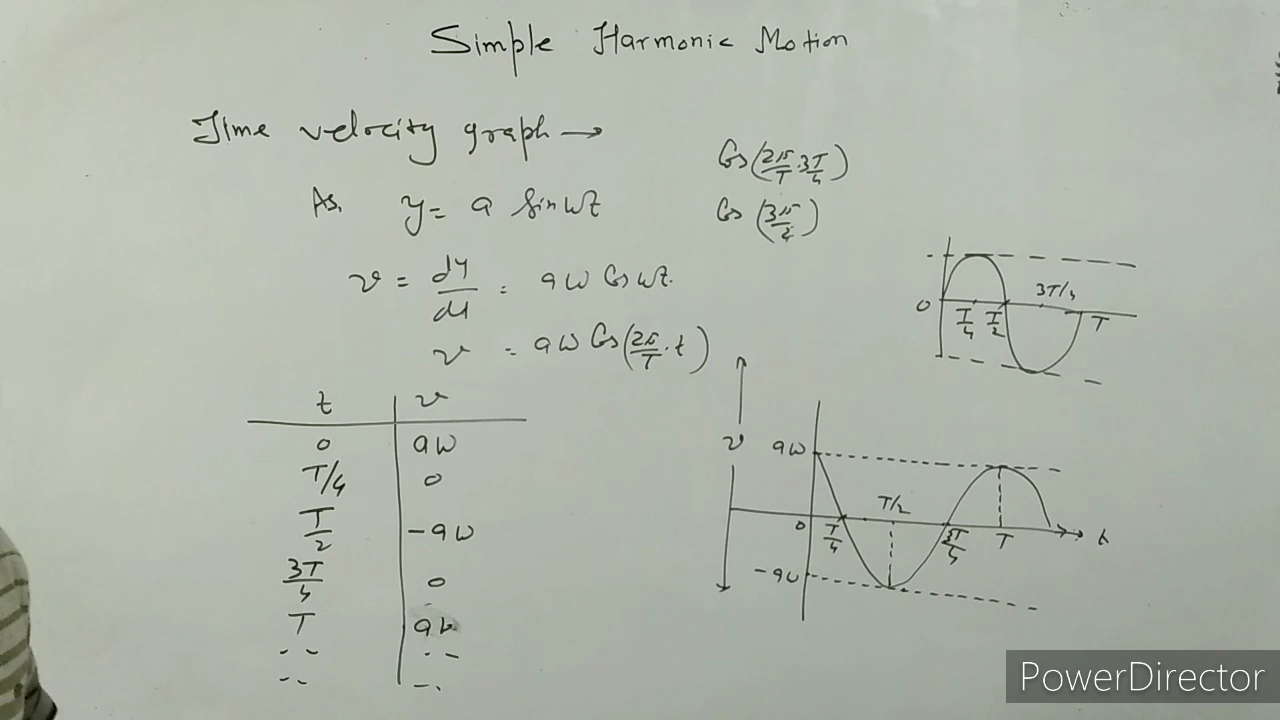 Simple Harmonic Motion
Time velocity graph →
As, y = a Sin ωt
v = dy/dt = aω Cos ωt.
v = aω Cos(2π/T · t)
Cos(2π/T · 3T/4)
Cos(3π/2)
t | v
0 | aω
T/4 | 0
T/2 | -aω
3T/4 | 0
T | aω
-- | --
-- | --
0 T/4 T/2 3T/4 T
v
aω
0 T/4 T/2 3T/4 T t
-aω
PowerDirector